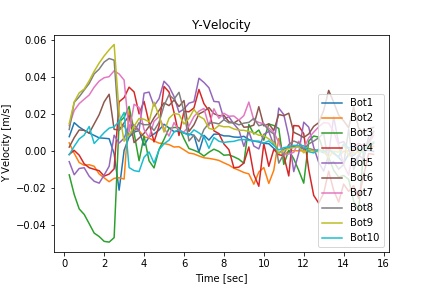 Y-Velocity
Y Velocity [m/s]
0.06
0.04
0.02
0.00
−0.02
−0.04
0 2 4 6 8 10 12 14 16
Time [sec]
Bot1
Bot2
Bot3
Bot4
Bot5
Bot6
Bot7
Bot8
Bot9
Bot10